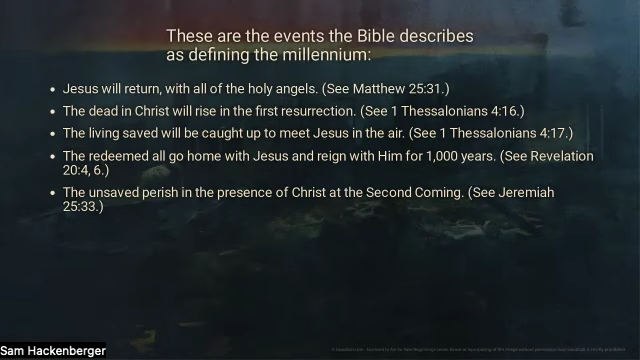 These are the events the Bible describes
as defining the millennium:
• Jesus will return, with all of the holy angels. (See Matthew 25:31.)
• The dead in Christ will rise in the first resurrection. (See 1 Thessalonians 4:16.)
• The living saved will be caught up to meet Jesus in the air. (See 1 Thessalonians 4:17.)
• The redeemed all go home with Jesus and reign with Him for 1,000 years. (See Revelation
20:4, 6.)
• The unsaved perish in the presence of Christ at the Second Coming. (See Jeremiah
25:33.)
Sam Hackenberger